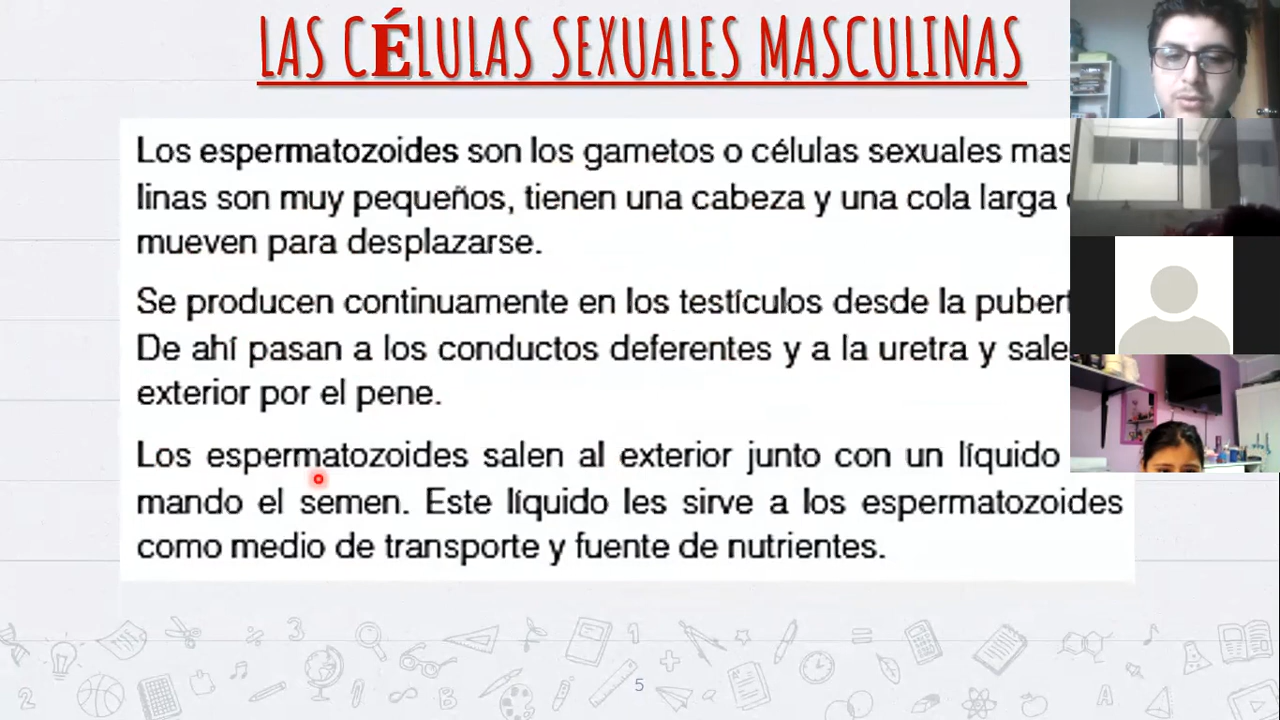 LAS CÉLULAS SEXUALES MASCULINAS
Los espermatozoides son los gametos o células sexuales mas
linas son muy pequeños, tienen una cabeza y una cola larga
mueven para desplazarse.
Se producen continuamente en los testículos desde la pubert
De ahí pasan a los conductos deferentes y a la uretra y sale
exterior por el pene.
Los espermatozoides salen al exterior junto con un líquido
mando el semen. Este líquido les sirve a los espermatozoides
como medio de transporte y fuente de nutrientes.
5